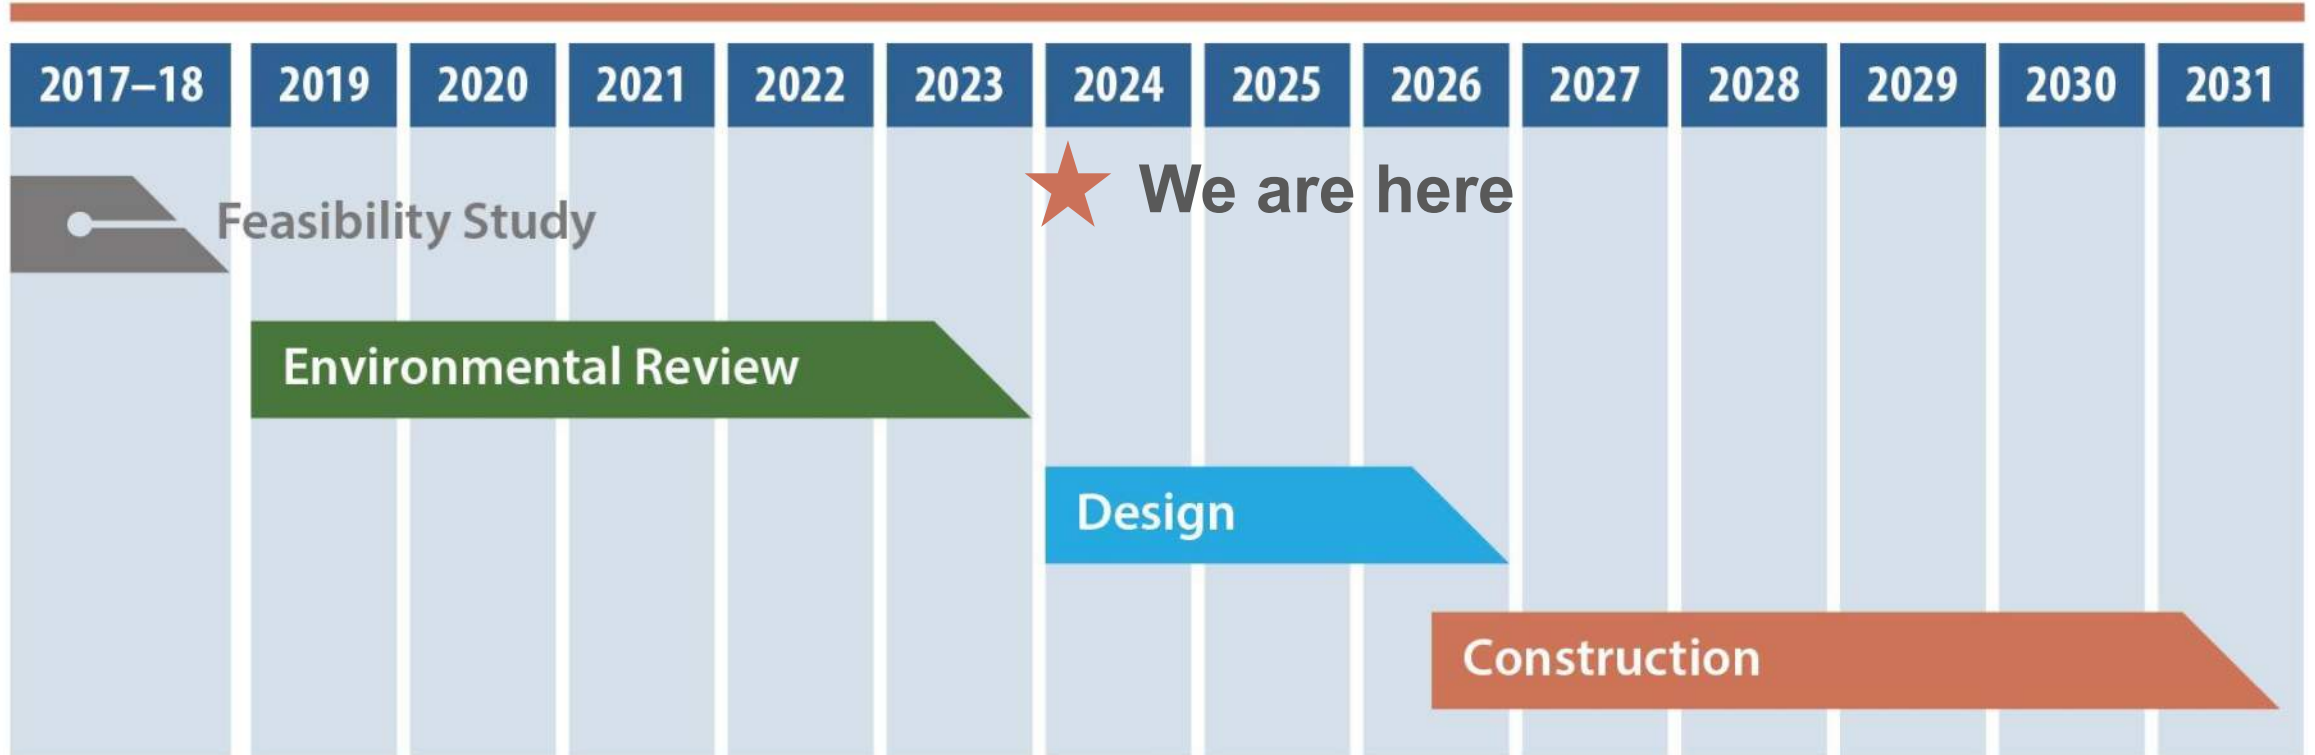 2017–18 2019 2020 2021 2022 2023 2024 2025 2026 2027 2028 2029 2030 2031
We are here
Feasibility Study
Environmental Review
Design
Construction